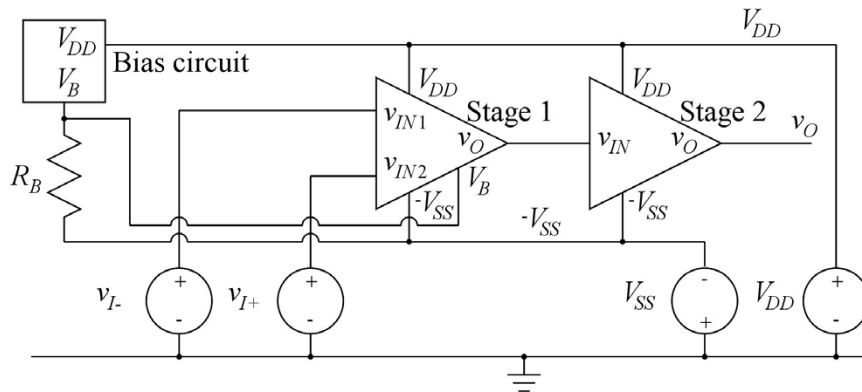 V_DD
V_DD
Bias circuit
V_B
V_DD
V_DD
Stage 1
Stage 2
v_IN1
v_O
v_IN
v_O
v_O
v_IN2
V_B
R_B
-V_SS
-V_SS
-V_SS
v_I-
+
-
v_I+
+
-
V_SS
-
+
V_DD
+
-